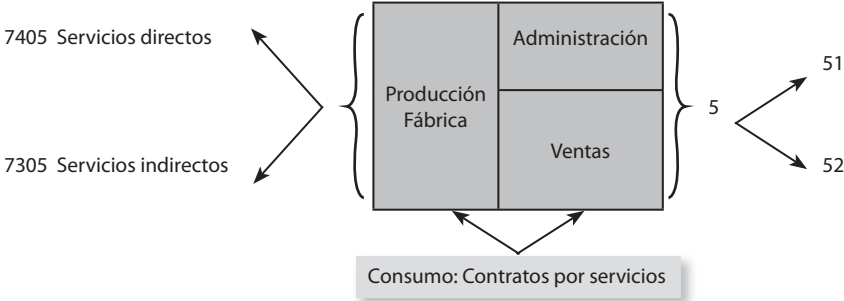 7405 Servicios directos
7305 Servicios indirectos
Producción
Fábrica
Administración
Ventas
5
51
52
Consumo: Contratos por servicios